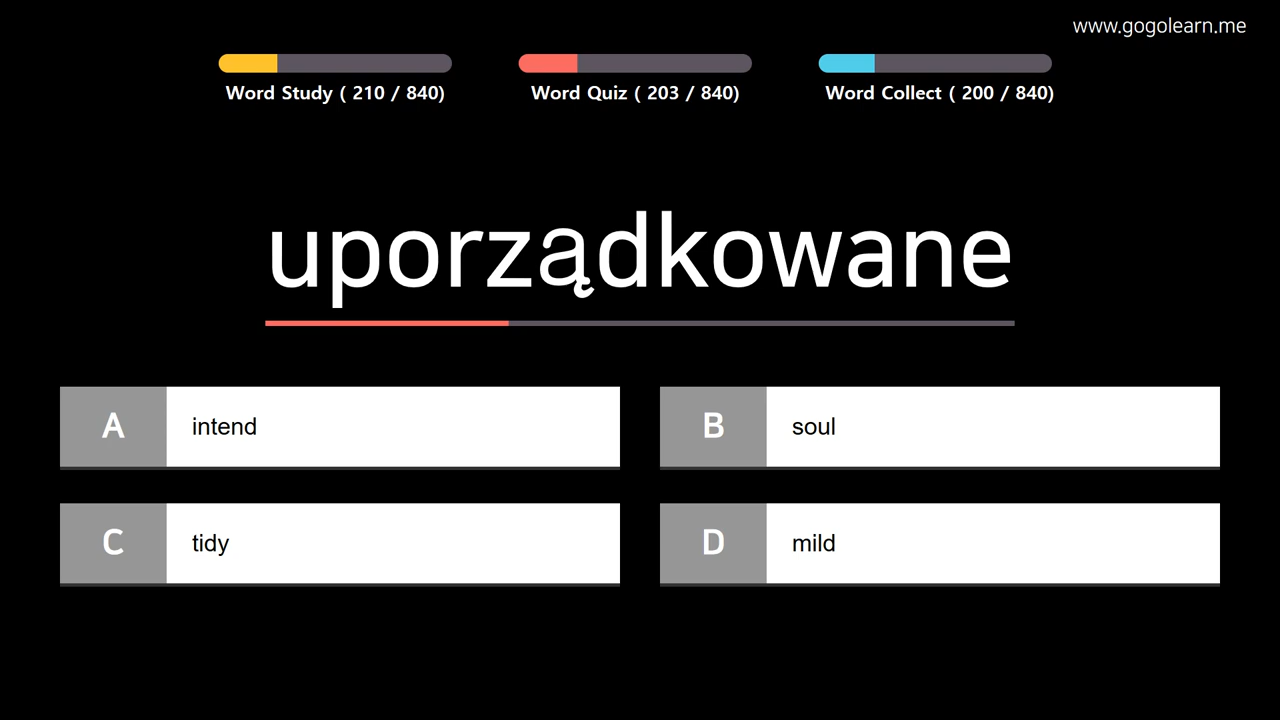 www.gogolearn.me
Word Study ( 210 / 840)
Word Quiz ( 203 / 840)
Word Collect ( 200 / 840)
uporządkowane
A intend
B soul
C tidy
D mild